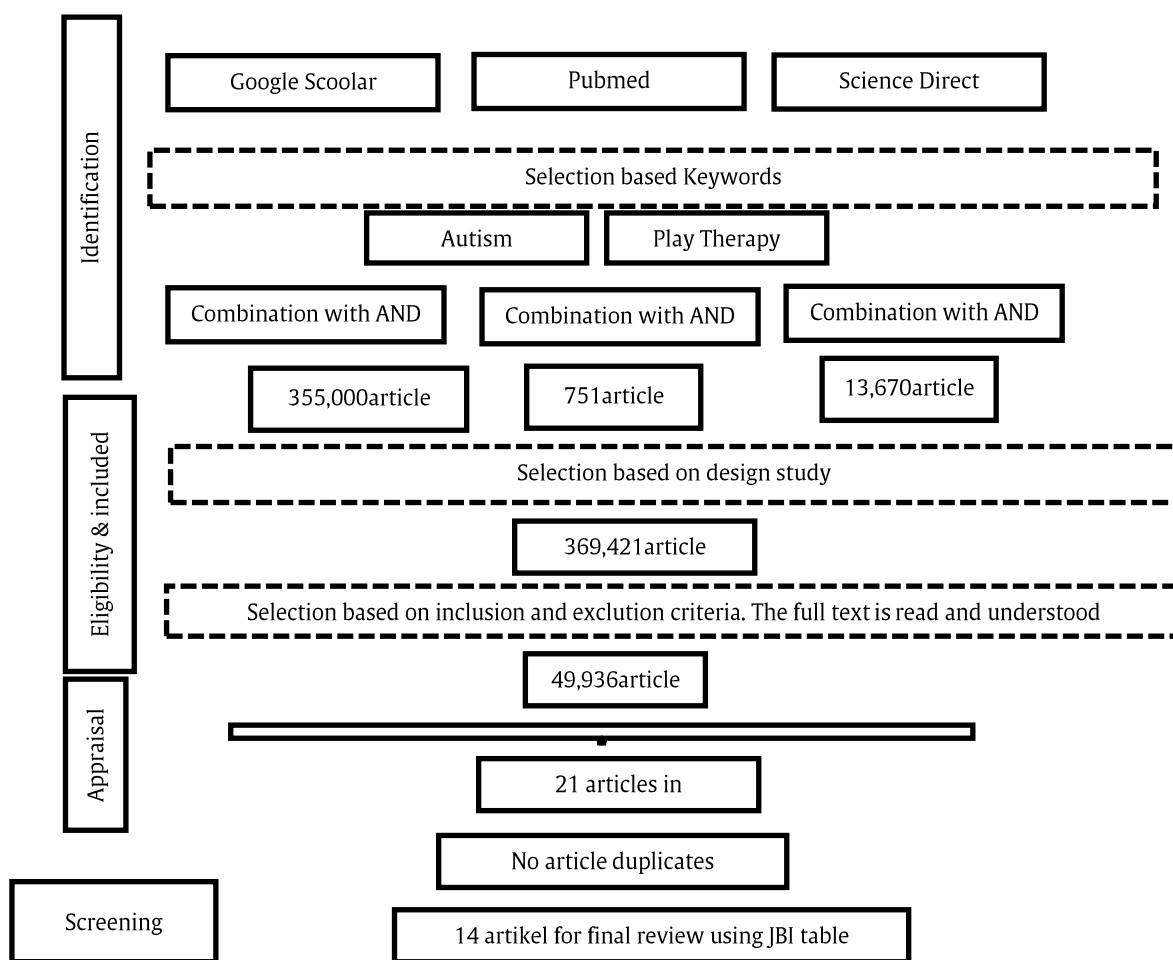 Identification
Google Scoolar
Pubmed
Science Direct
Selection based Keywords
Autism
Play Therapy
Combination with AND
Combination with AND
Combination with AND
355,000article
751article
13,670article
Eligibility & included
Selection based on design study
369,421article
Selection based on inclusion and exclution criteria. The full text is read and understood
49,936article
Appraisal
21 articles in
No article duplicates
Screening
14 artikel for final review using JBI table